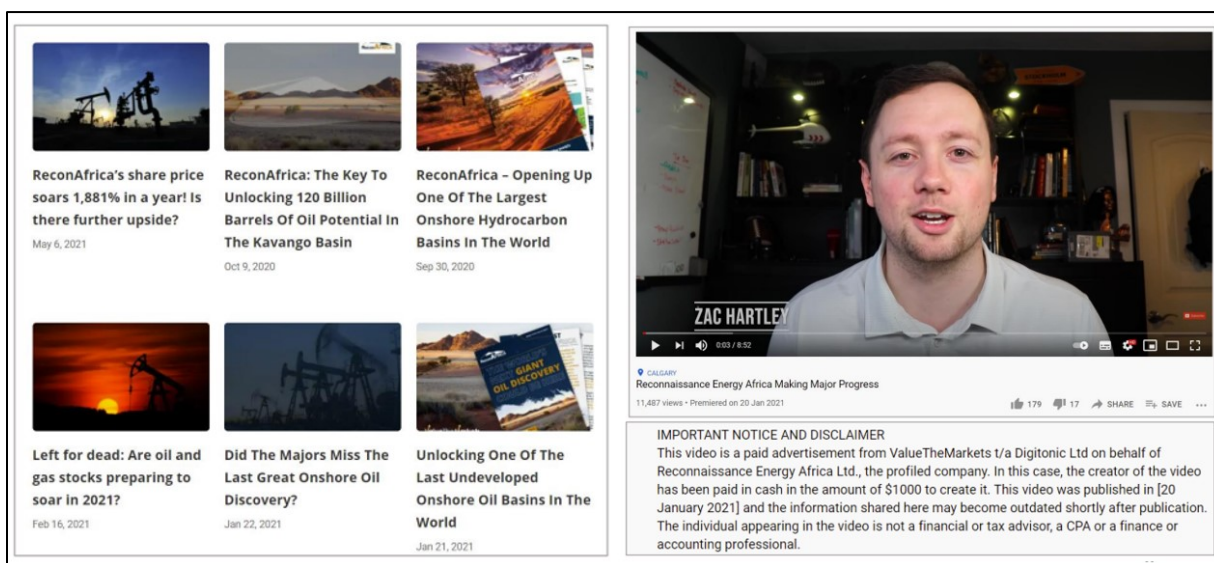 ReconAfrica's share price
soars 1,881% in a year! Is
there further upside?
May 6, 2021
ReconAfrica: The Key To
Unlocking 120 Billion
Barrels Of Oil Potential In
The Kavango Basin
Oct 9, 2020
ReconAfrica – Opening Up
One Of The Largest
Onshore Hydrocarbon
Basins In The World
Sep 30, 2020
GIANT
OIL DISCOVERY
Left for dead: Are oil and
gas stocks preparing to
soar in 2021?
Feb 16, 2021
Did The Majors Miss The
Last Great Onshore Oil
Discovery?
Jan 22, 2021
Unlocking One Of The
Last Undeveloped
Onshore Oil Basins In The
World
Jan 21, 2021
STOCKHOLM
ZAC HARTLEY
0:03 / 8:52
CALGARY
Reconnaissance Energy Africa Making Major Progress
11,487 views • Premiered on 20 Jan 2021
179 17 SHARE SAVE
IMPORTANT NOTICE AND DISCLAIMER
This video is a paid advertisement from ValueTheMarkets t/a Digitonic Ltd on behalf of
Reconnaissance Energy Africa Ltd., the profiled company. In this case, the creator of the video
has been paid in cash in the amount of $1000 to create it. This video was published in [20
January 2021] and the information shared here may become outdated shortly after publication.
The individual appearing in the video is not a financial or tax advisor, a CPA or a finance or
accounting professional.